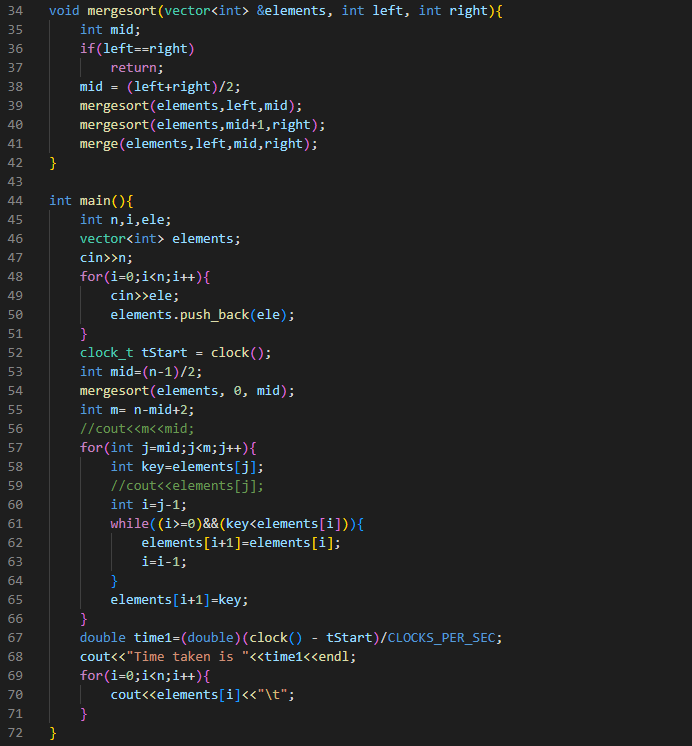 34 void mergesort(vector<int> &elements, int left, int right){
35     int mid;
36     if(left==right)
37         return;
38     mid = (left+right)/2;
39     mergesort(elements,left,mid);
40     mergesort(elements,mid+1,right);
41     merge(elements,left,mid,right);
42 }
43
44 int main(){
45     int n,i,ele;
46     vector<int> elements;
47     cin>>n;
48     for(i=0;i<n;i++){
49         cin>>ele;
50         elements.push_back(ele);
51     }
52     clock_t tStart = clock();
53     int mid=(n-1)/2;
54     mergesort(elements, 0, mid);
55     int m= n-mid+2;
56     //cout<<m<<mid;
57     for(int j=mid;j<m;j++){
58         int key=elements[j];
59         //cout<<elements[j];
60         int i=j-1;
61         while((i>=0)&&(key<elements[i])){
62             elements[i+1]=elements[i];
63             i=i-1;
64         }
65         elements[i+1]=key;
66     }
67     double time1=(double)(clock() - tStart)/CLOCKS_PER_SEC;
68     cout<<"Time taken is "<<time1<<endl;
69     for(i=0;i<n;i++){
70         cout<<elements[i]<<"\t";
71     }
72 }